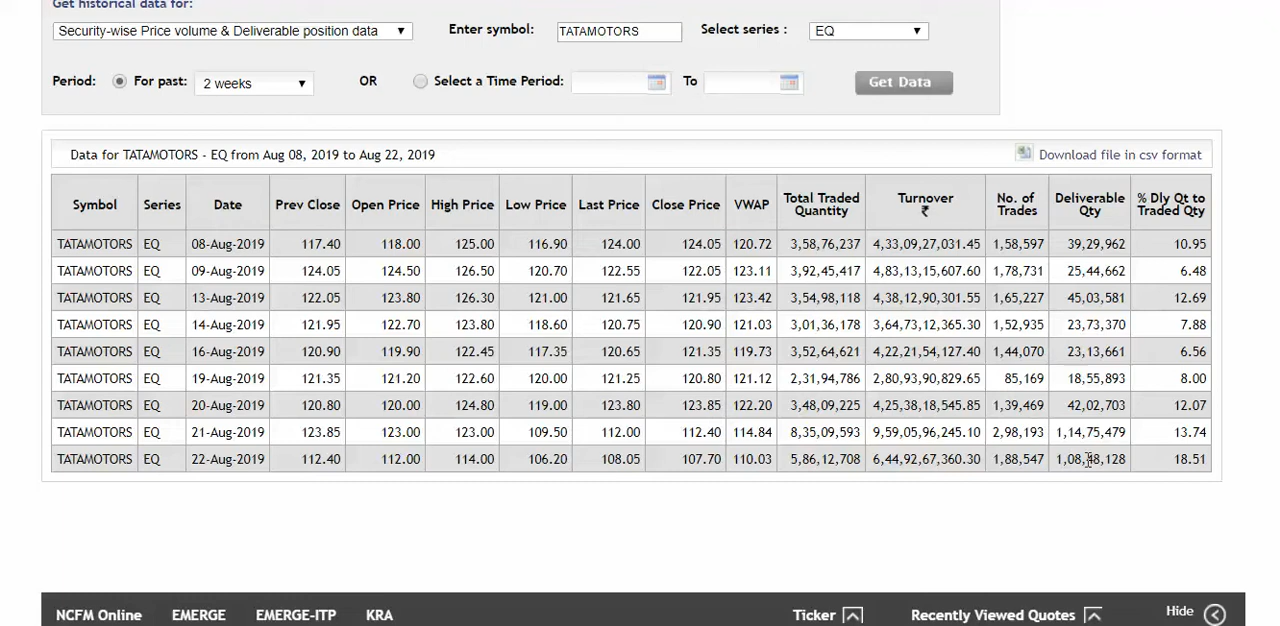 Get historical data for:
Security-wise Price volume & Deliverable position data Enter symbol: TATAMOTORS Select series : EQ
Period: For past: 2 weeks OR Select a Time Period: To Get Data
Data for TATAMOTORS - EQ from Aug 08, 2019 to Aug 22, 2019 Download file in csv format
Symbol Series Date Prev Close Open Price High Price Low Price Last Price Close Price VWAP Total Traded Quantity Turnover ₹ No. of Trades Deliverable Qty % Dly Qt to Traded Qty
TATAMOTORS EQ 08-Aug-2019 117.40 118.00 125.00 116.90 124.00 124.05 120.72 3,58,76,237 4,33,09,27,031.45 1,58,597 39,29,962 10.95
TATAMOTORS EQ 09-Aug-2019 124.05 124.50 126.50 120.70 122.55 122.05 123.11 3,92,45,417 4,83,13,15,607.60 1,78,731 25,44,662 6.48
TATAMOTORS EQ 13-Aug-2019 122.05 123.80 126.30 121.00 121.65 121.95 123.42 3,54,98,118 4,38,12,90,301.55 1,65,227 45,03,581 12.69
TATAMOTORS EQ 14-Aug-2019 121.95 122.70 123.80 118.60 120.75 120.90 121.03 3,01,36,178 3,64,73,12,365.30 1,52,935 23,73,370 7.88
TATAMOTORS EQ 16-Aug-2019 120.90 119.90 122.45 117.35 120.65 121.35 119.73 3,52,64,621 4,22,21,54,127.40 1,44,070 23,13,661 6.56
TATAMOTORS EQ 19-Aug-2019 121.35 121.20 122.60 120.00 121.25 120.80 121.12 2,31,94,786 2,80,93,90,829.65 85,169 18,55,893 8.00
TATAMOTORS EQ 20-Aug-2019 120.80 120.00 124.80 119.00 123.80 123.85 122.20 3,48,09,225 4,25,38,18,545.85 1,39,469 42,02,703 12.07
TATAMOTORS EQ 21-Aug-2019 123.85 123.00 123.00 109.50 112.00 112.40 114.84 8,35,09,593 9,59,05,96,245.10 2,98,193 1,14,75,479 13.74
TATAMOTORS EQ 22-Aug-2019 112.40 112.00 114.00 106.20 108.05 107.70 110.03 5,86,12,708 6,44,92,67,360.30 1,88,547 18.51
NCFM Online EMERGE EMERGE-ITP KRA Ticker Recently Viewed Quotes Hide